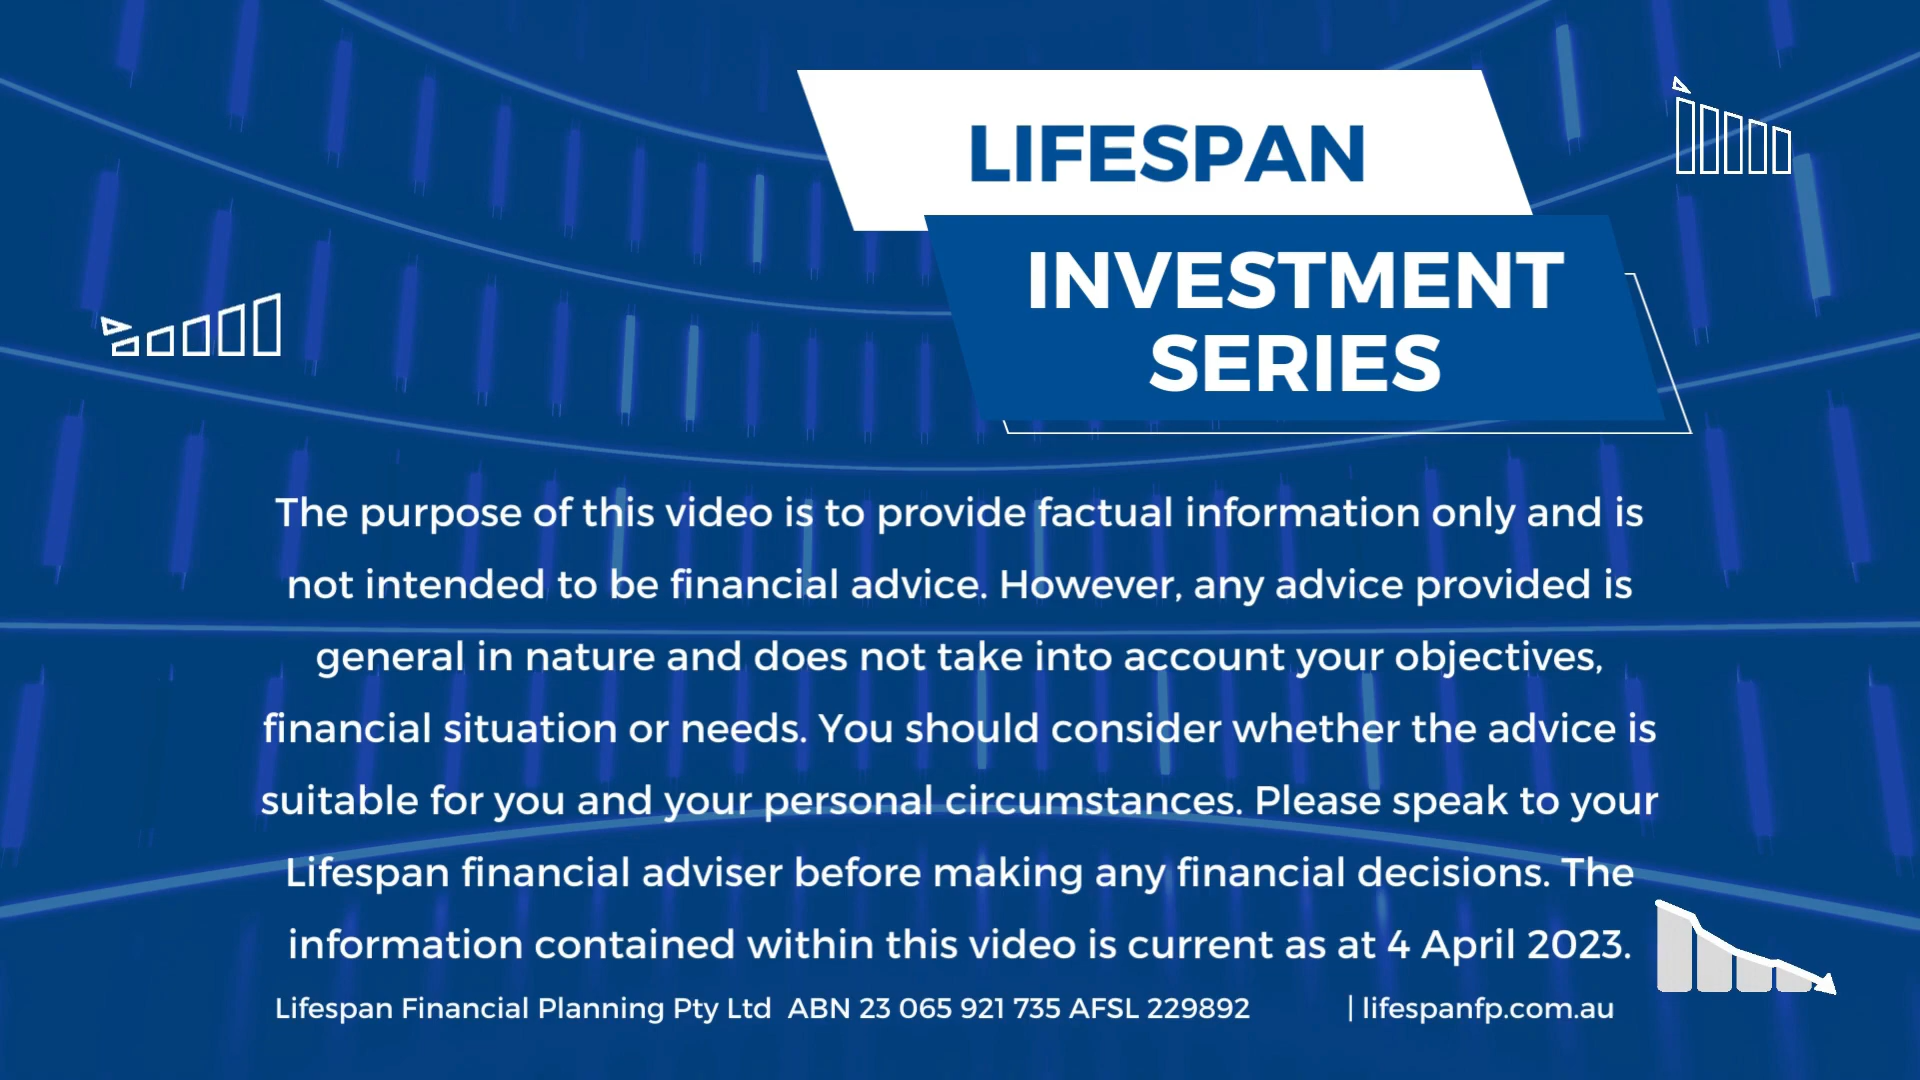 LIFESPAN
INVESTMENT
SERIES
The purpose of this video is to provide factual information only and is
not intended to be financial advice. However, any advice provided is
general in nature and does not take into account your objectives,
financial situation or needs. You should consider whether the advice is
suitable for you and your personal circumstances. Please speak to your
Lifespan financial adviser before making any financial decisions. The
information contained within this video is current as at 4 April 2023.
Lifespan Financial Planning Pty Ltd  ABN 23 065 921 735 AFSL 229892 | lifespanfp.com.au